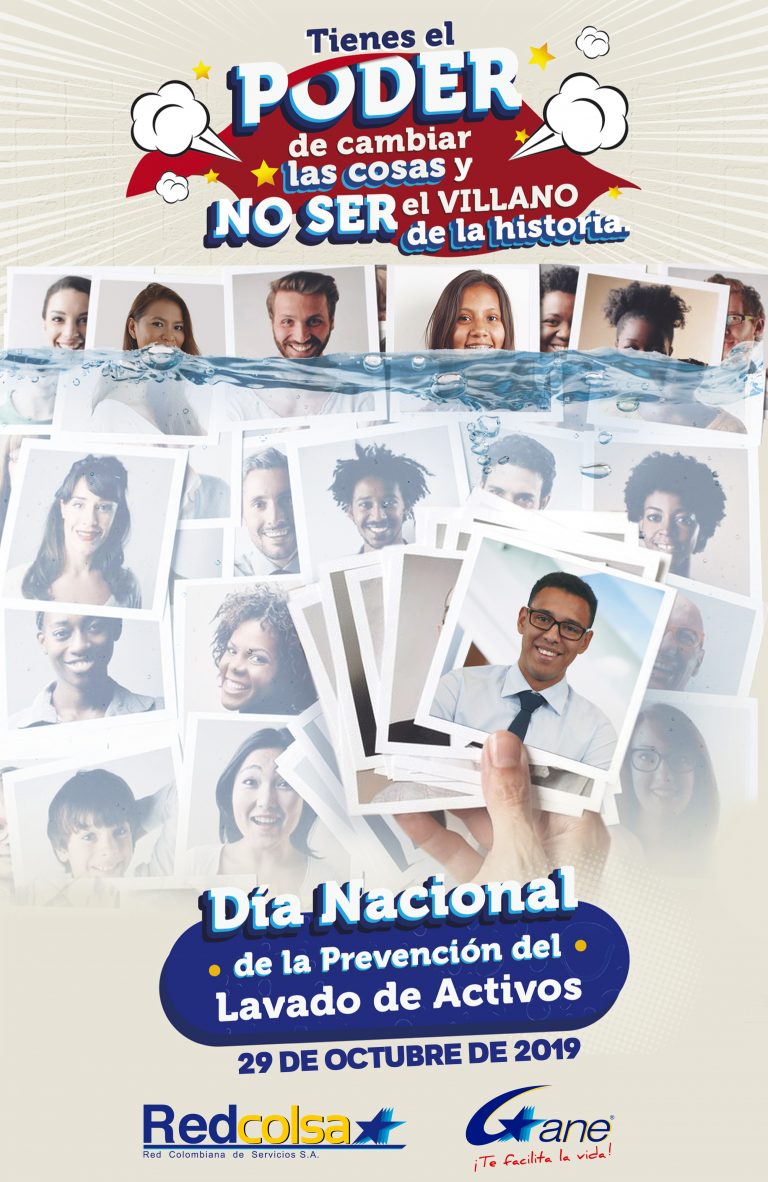 Tienes el
PODER
de cambiar
las cosas y
NO SER el VILLANO
de la historia.
Día Nacional
de la Prevención del
Lavado de Activos
29 DE OCTUBRE DE 2019
Redcolsa
Red Colombiana de Servicios S.A.
Gane®
¡Te facilita la vida!